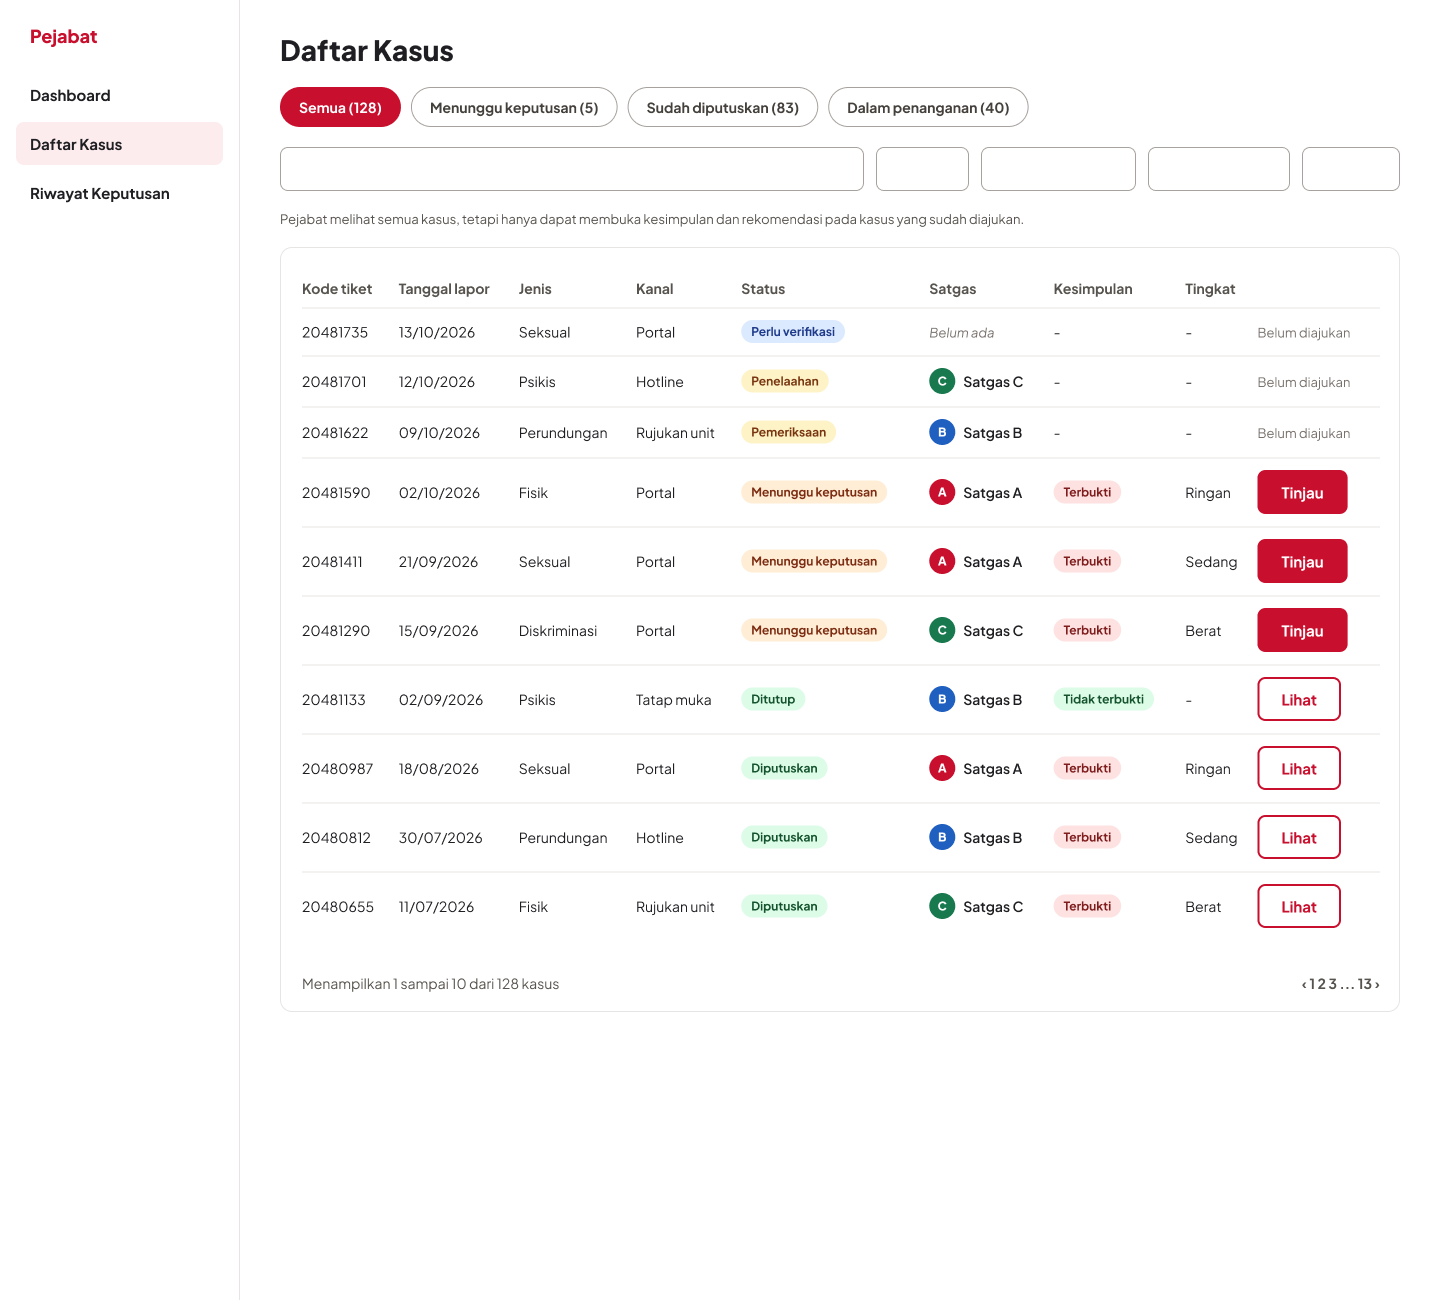 Pejabat
Dashboard
Daftar Kasus
Riwayat Keputusan
Daftar Kasus
Semua (128) Menunggu keputusan (5) Sudah diputuskan (83) Dalam penanganan (40)
Pejabat melihat semua kasus, tetapi hanya dapat membuka kesimpulan dan rekomendasi pada kasus yang sudah diajukan.
Kode tiket Tanggal lapor Jenis Kanal Status Satgas Kesimpulan Tingkat
20481735 13/10/2026 Seksual Portal Perlu verifikasi Belum ada - - Belum diajukan
20481701 12/10/2026 Psikis Hotline Penelaahan C Satgas C - - Belum diajukan
20481622 09/10/2026 Perundungan Rujukan unit Pemeriksaan B Satgas B - - Belum diajukan
20481590 02/10/2026 Fisik Portal Menunggu keputusan A Satgas A Terbukti Ringan Tinjau
20481411 21/09/2026 Seksual Portal Menunggu keputusan A Satgas A Terbukti Sedang Tinjau
20481290 15/09/2026 Diskriminasi Portal Menunggu keputusan C Satgas C Terbukti Berat Tinjau
20481133 02/09/2026 Psikis Tatap muka Ditutup B Satgas B Tidak terbukti - Lihat
20480987 18/08/2026 Seksual Portal Diputuskan A Satgas A Terbukti Ringan Lihat
20480812 30/07/2026 Perundungan Hotline Diputuskan B Satgas B Terbukti Sedang Lihat
20480655 11/07/2026 Fisik Rujukan unit Diputuskan C Satgas C Terbukti Berat Lihat
Menampilkan 1 sampai 10 dari 128 kasus ‹ 1 2 3 ... 13 ›